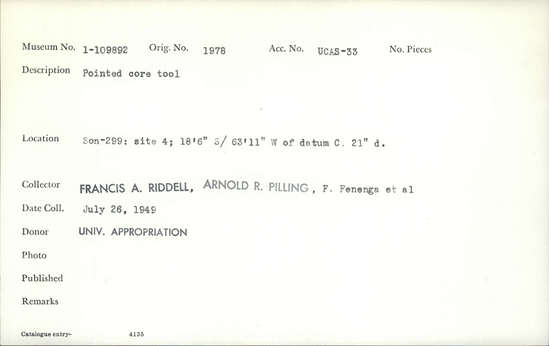 Museum No. 1-109892 Orig. No. 1978 Acc. No. UCAS-33 No. Pieces
Description Pointed core tool
Location Son-299: site 4; 18'6" S/ 63'11" W of datum C. 21" d.
Collector FRANCIS A. RIDDELL, ARNOLD R. PILLING, F. Fenenga et al
Date Coll. July 26, 1949
Donor UNIV. APPROPRIATION
Photo
Published
Remarks
Catalogue entry- 4135